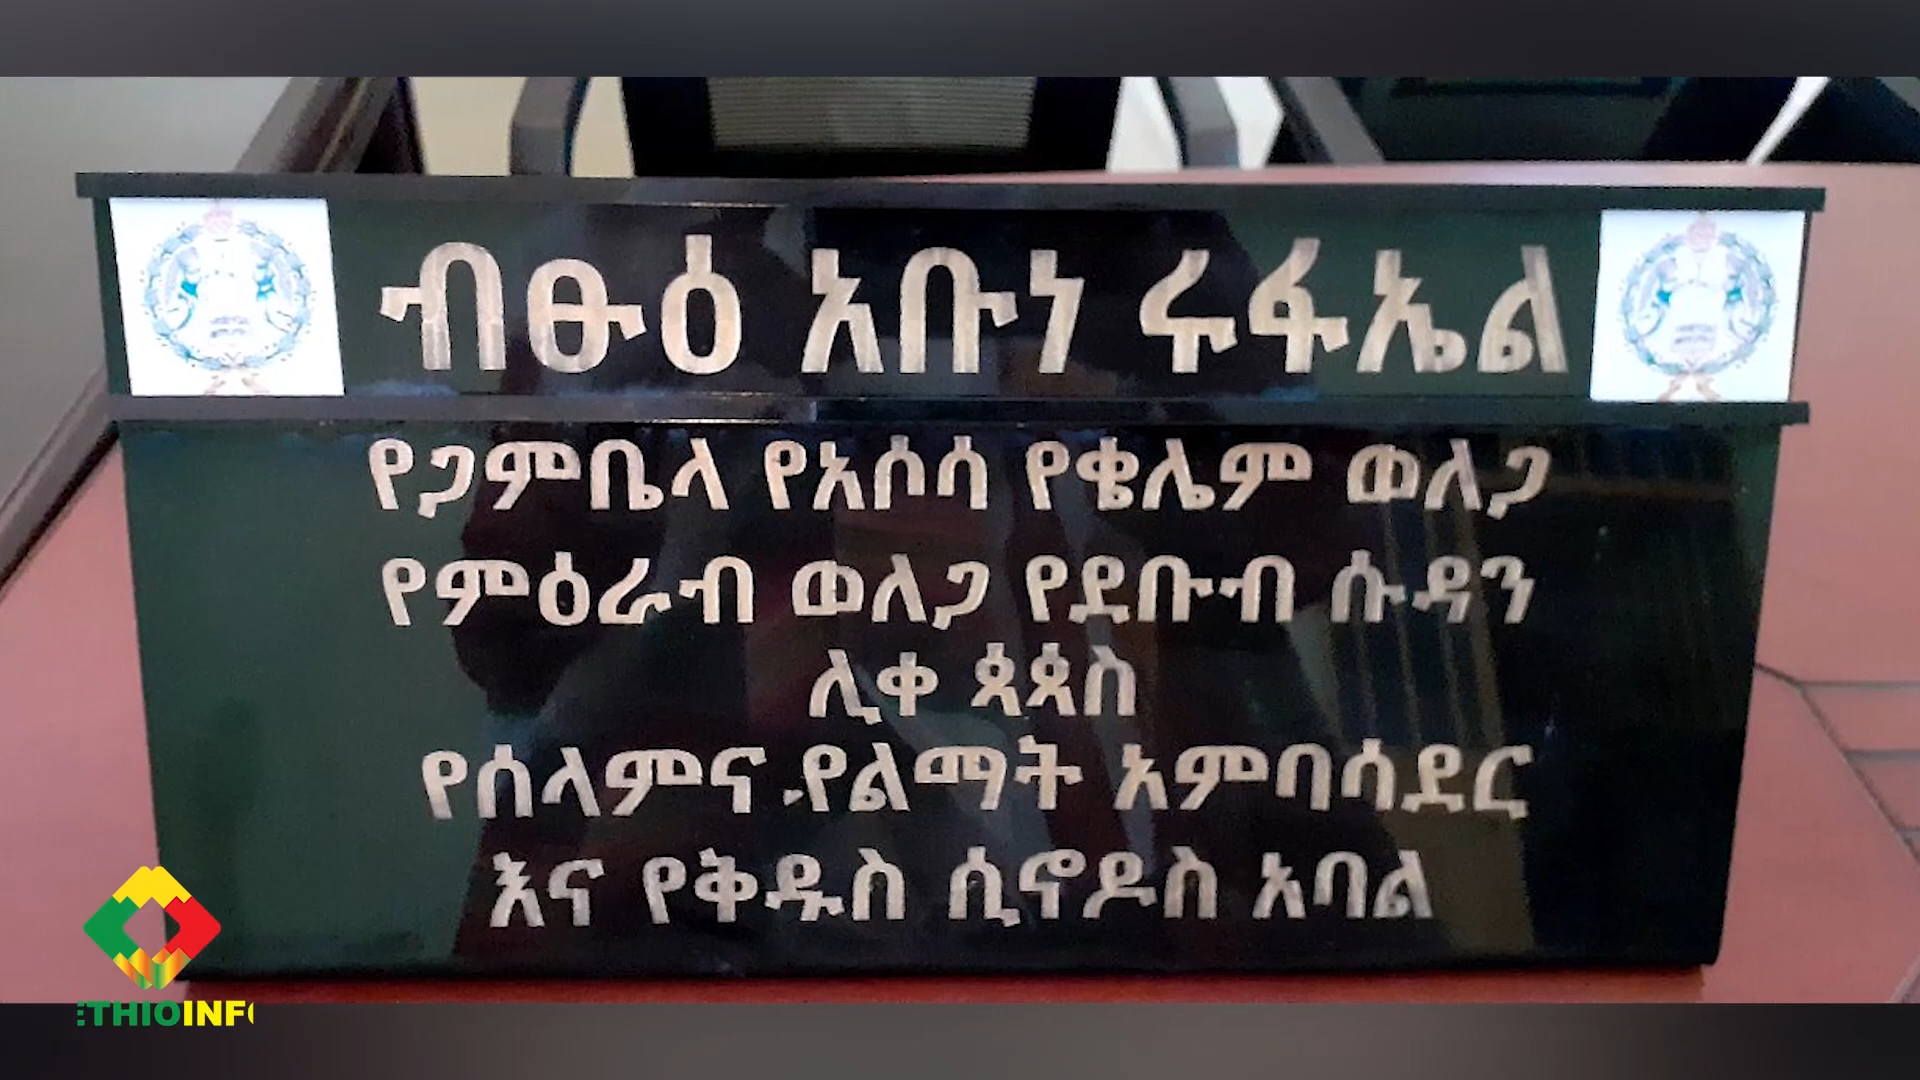 ብፁዕ አቡነ ሩፋኤል
የጋምቤላ የአሶሳ የቄሌም ወለጋ
የምዕራብ ወለጋ የደቡብ ሱዳን
ሊቀ ጳጳስ
የሰላምና የልማት አምባሳደር
እና የቅዱስ ሲኖዶስ አባል
ETHIOINFO